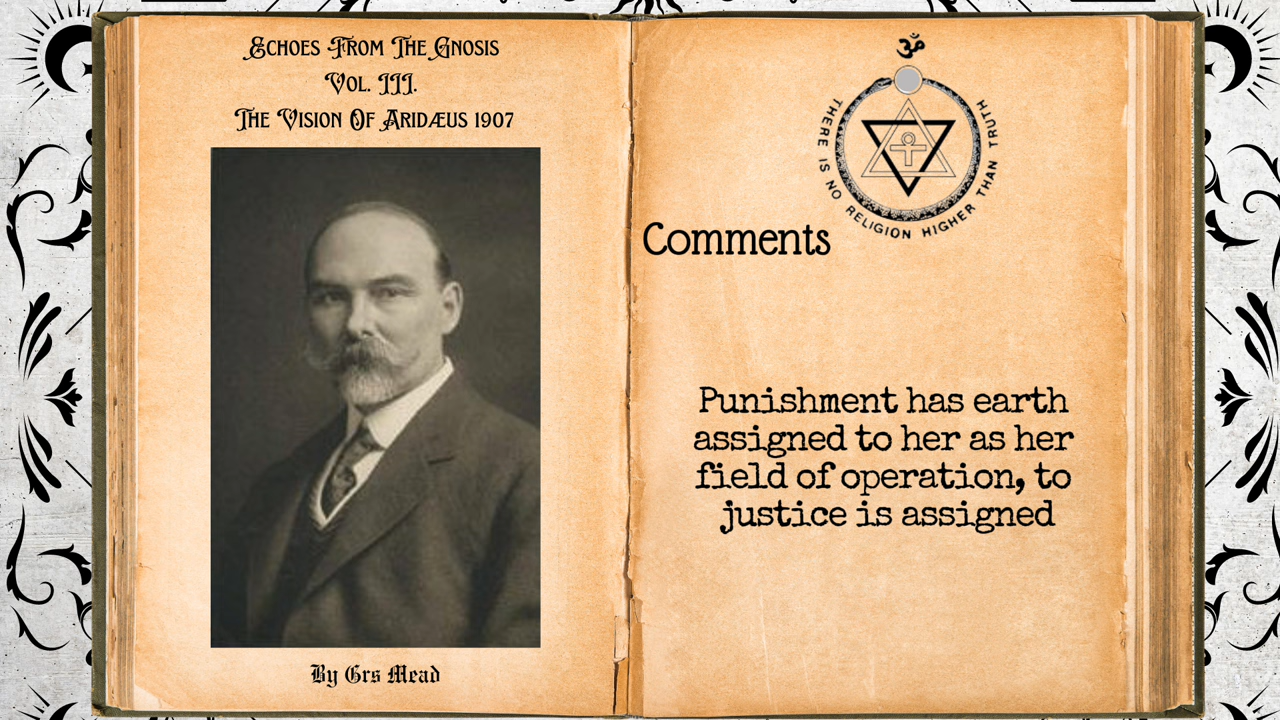 Echoes From The Gnosis
Vol. III.
The Vision Of Aridæus 1907
By Grs Mead
ॐ
THERE IS NO RELIGION HIGHER THAN TRUTH
Comments
Punishment has earth
assigned to her as her
field of operation, to
justice is assigned